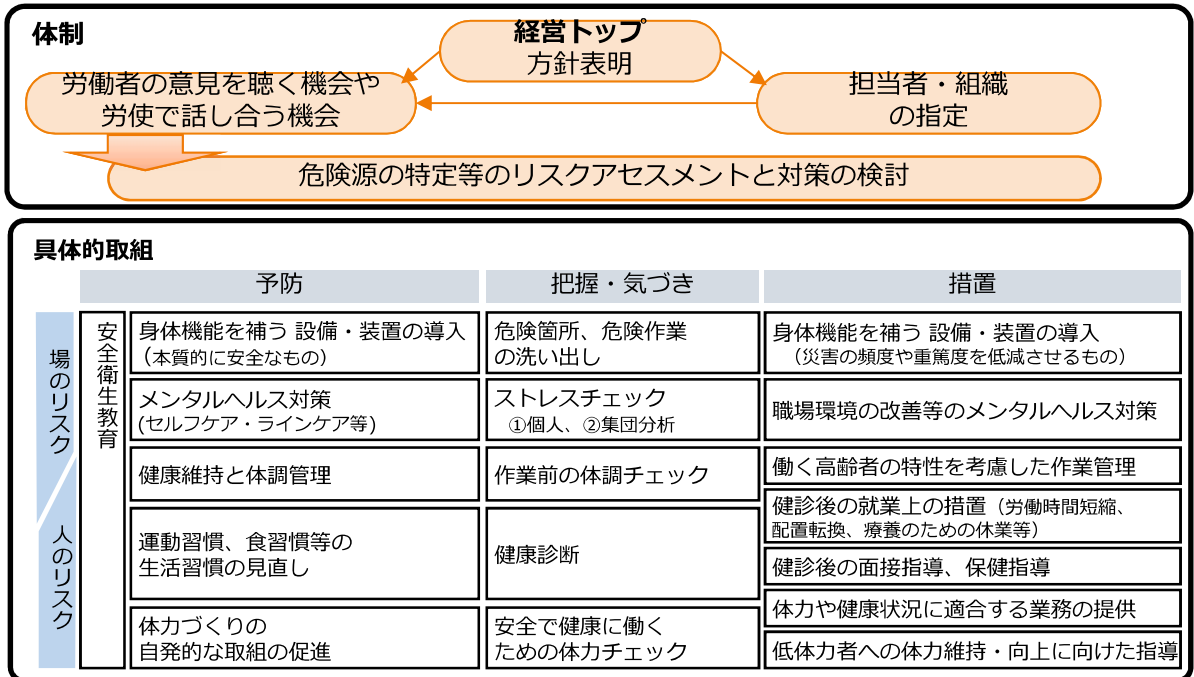 体制
経営トップ
方針表明
労働者の意見を聴く機会や
労使で話し合う機会
担当者・組織
の指定
危険源の特定等のリスクアセスメントと対策の検討
具体的取組
予防
把握・気づき
措置
場のリスク
人のリスク
安全衛生教育
身体機能を補う 設備・装置の導入
（本質的に安全なもの）
危険箇所、危険作業
の洗い出し
身体機能を補う 設備・装置の導入
（災害の頻度や重篤度を低減させるもの）
メンタルヘルス対策
(セルフケア・ラインケア等)
ストレスチェック
①個人、②集団分析
職場環境の改善等のメンタルヘルス対策
健康維持と体調管理
作業前の体調チェック
働く高齢者の特性を考慮した作業管理
運動習慣、食習慣等の
生活習慣の見直し
健康診断
健診後の就業上の措置（労働時間短縮、
配置転換、療養のための休業等）
健診後の面接指導、保健指導
体力づくりの
自発的な取組の促進
安全で健康に働く
ための体力チェック
体力や健康状況に適合する業務の提供
低体力者への体力維持・向上に向けた指導